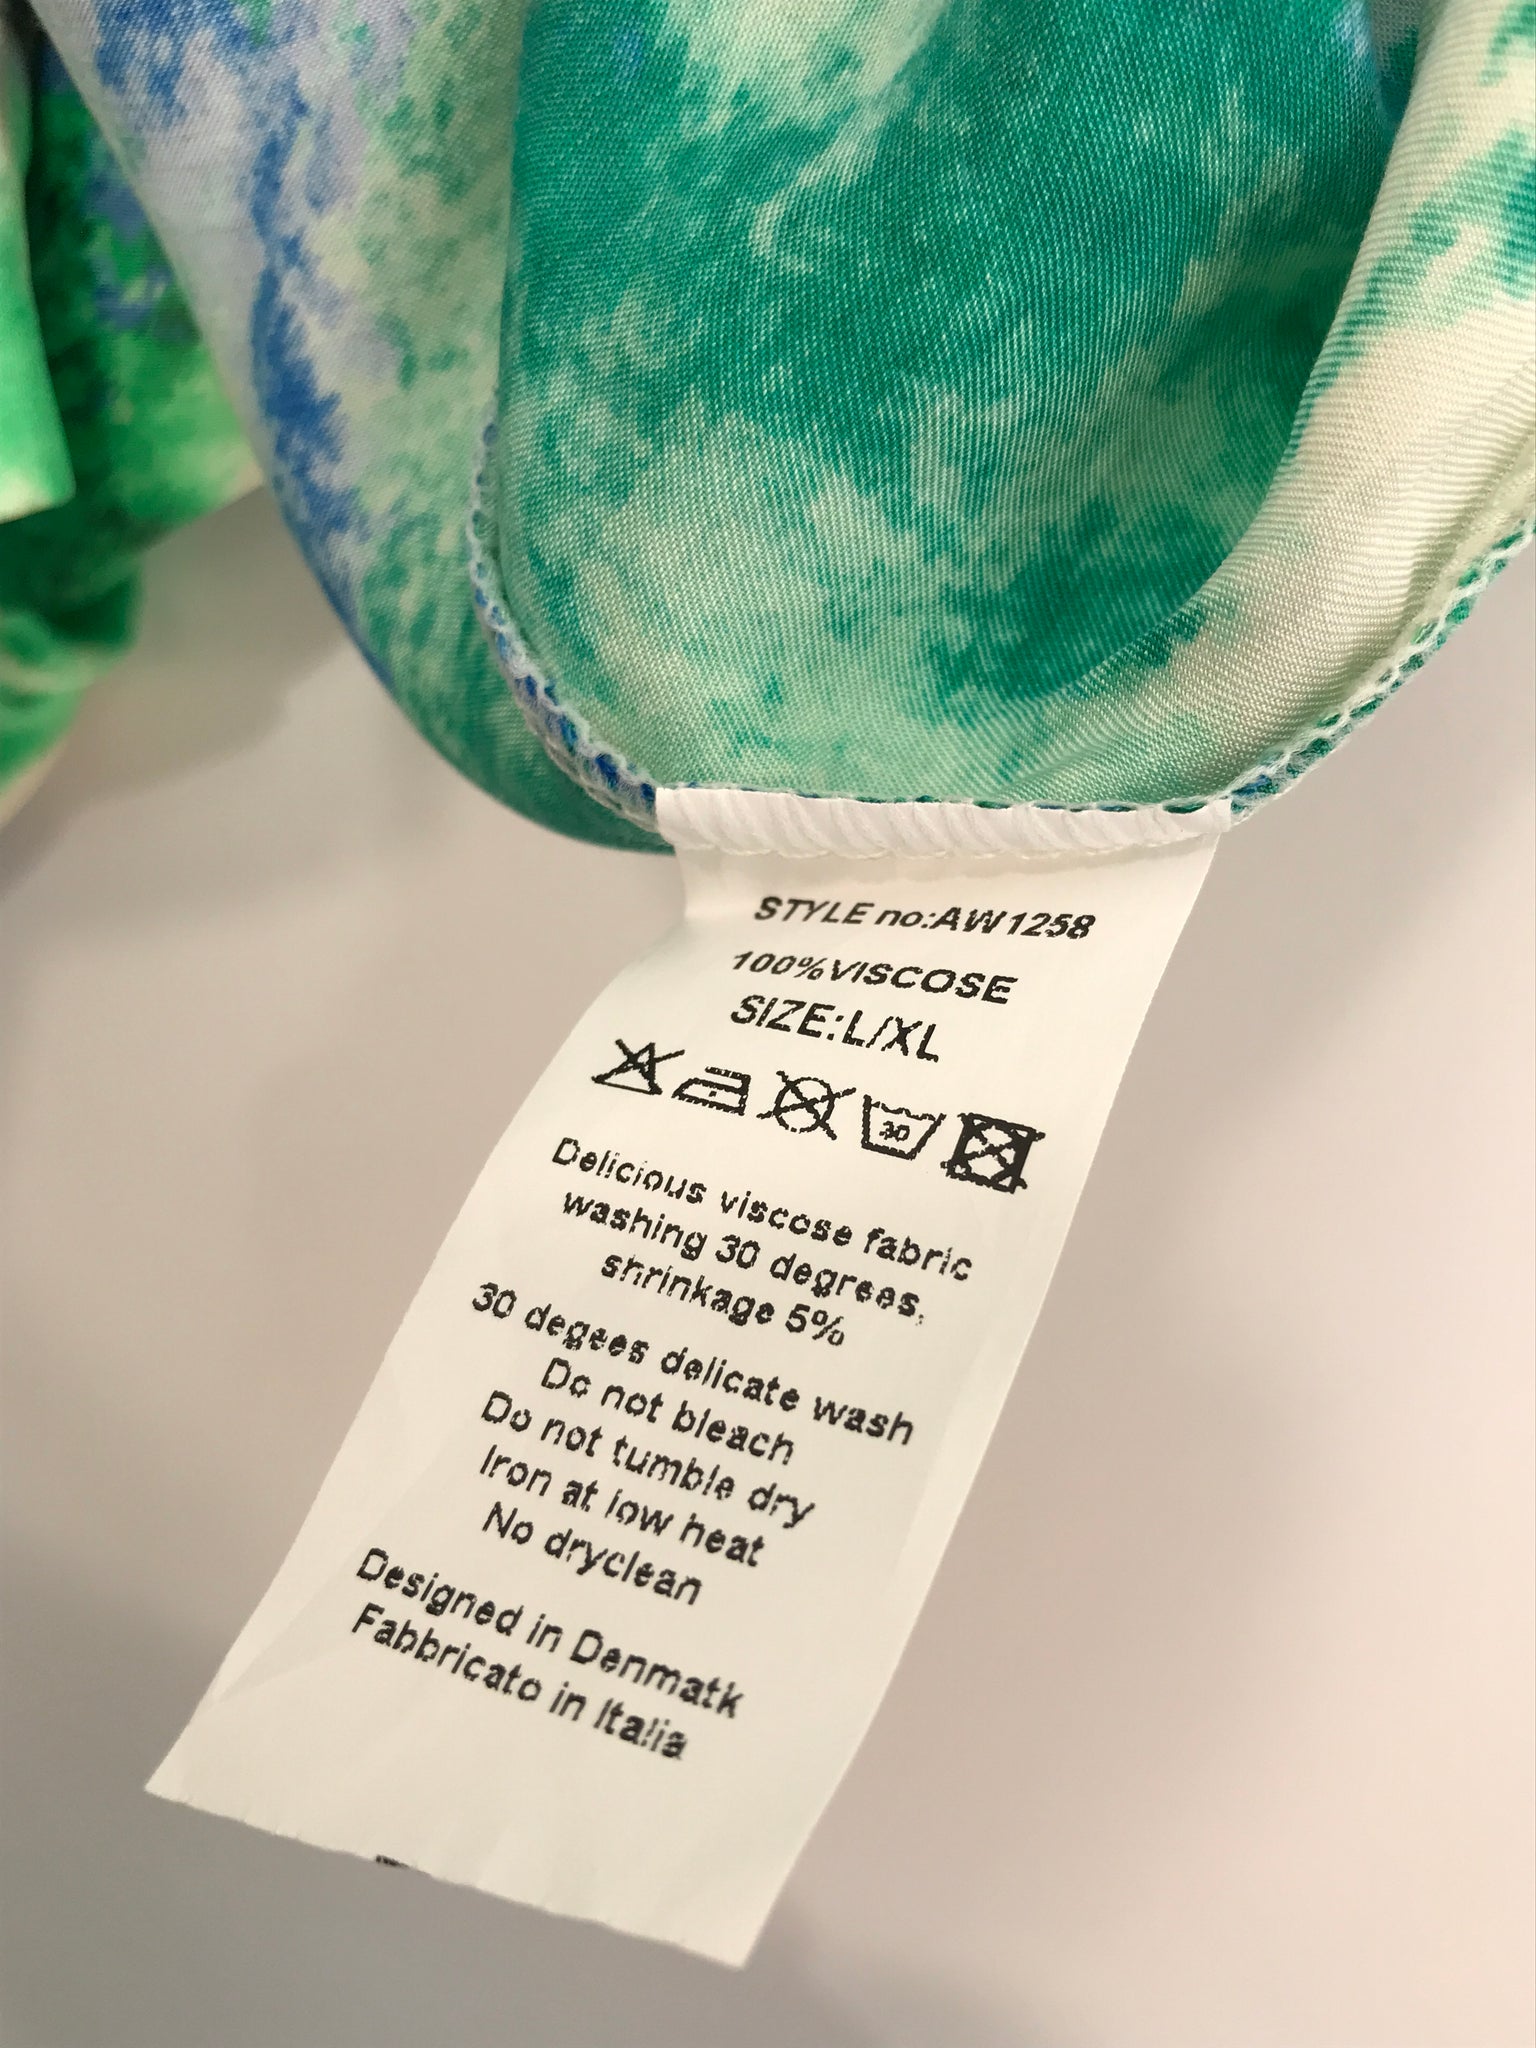 STYLE no:AW1258
100%VISCOSE
SIZE:L/XL
30
Delicious viscose fabric
washing 30 degrees,
shrinkage 5%
30 degees delicate wash
Do not bleach
Do not tumble dry
Iron at low heat
No dryclean
Designed in Denmatk
Fabbricato in Italia